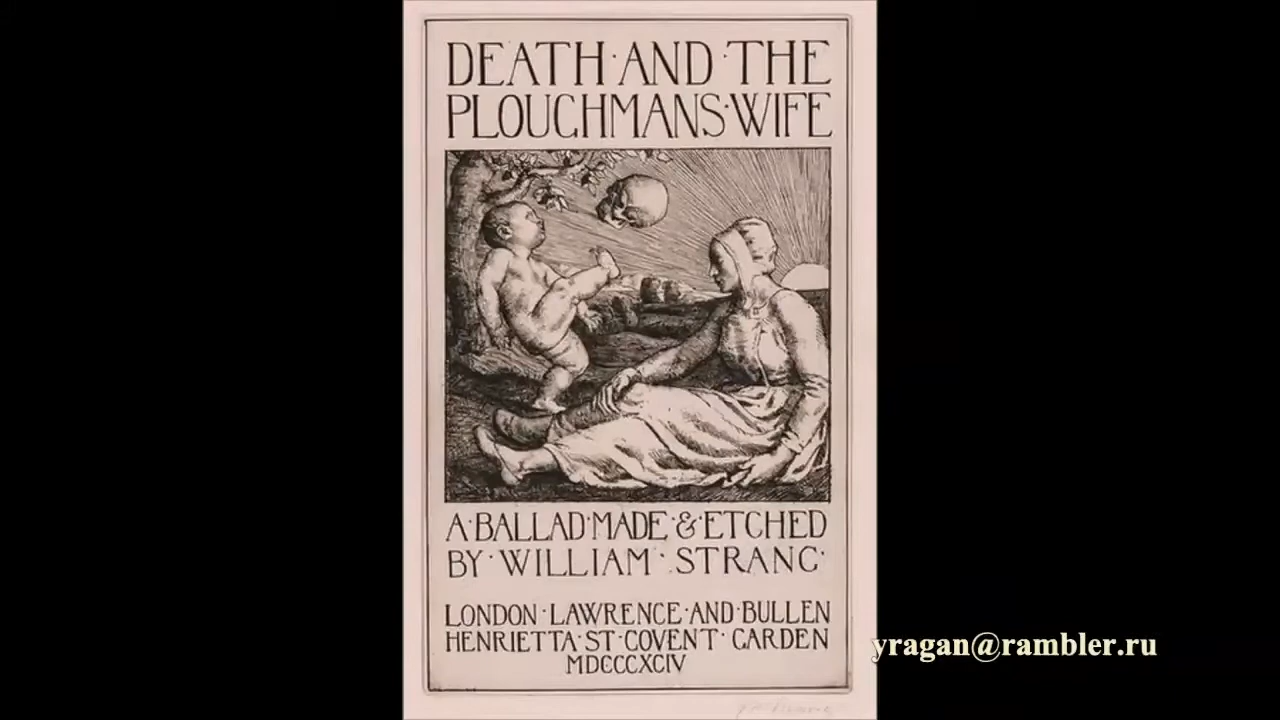 DEATH·AND·THE
PLOUGHMANS·WIFE
A·BALLAD·MADE·&·ETCHED
BY·WILLIAM·STRANG·
LONDON·LAWRENCE·AND·BULLEN
HENRIETTA·ST·COVENT·GARDEN
MDCCCXCIV
yragan@rambler.ru